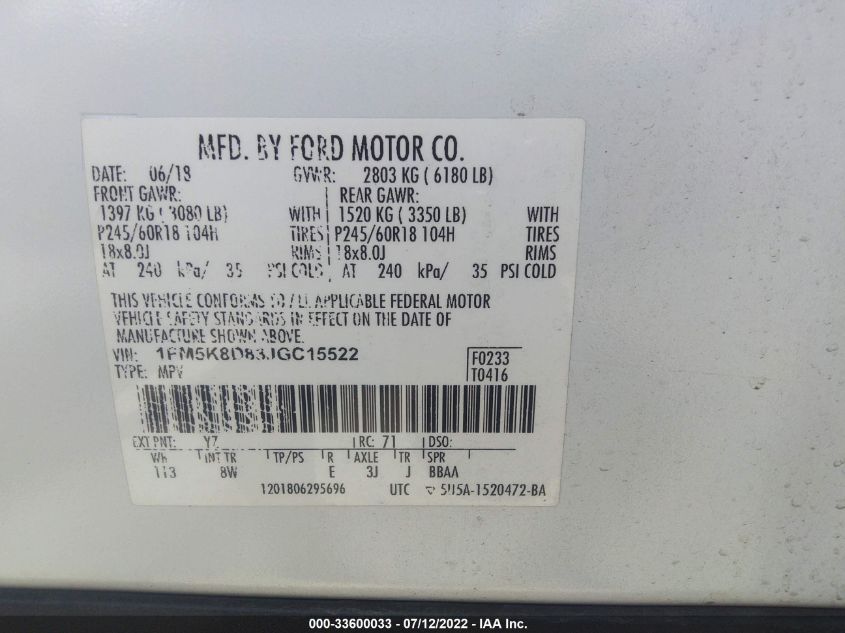 MFD. BY FORD MOTOR CO.
DATE: 06/18 GVWR: 2803 KG ( 6180 LB)
FRONT GAWR: REAR GAWR:
1397 KG ( 3080 LB) WITH 1520 KG ( 3350 LB) WITH
P245/60R18 104H TIRES P245/60R18 104H TIRES
18x8.0J RIMS 18x8.0J RIMS
AT 240 kPa/ 35 PSI COLD AT 240 kPa/ 35 PSI COLD
THIS VEHICLE CONFORMS TO ALL APPLICABLE FEDERAL MOTOR
VEHICLE SAFETY STANDARDS IN EFFECT ON THE DATE OF
MANUFACTURE SHOWN ABOVE.
VIN: 1FM5K8D83JGC15522 F0233
TYPE: MPV T0416
EXT PNT: YZ RC: 71 DSO:
WB INT TR TP/PS R AXLE TR SPR
113 8W E 3J J BBAA
1201806295696 UTC 5U5A-1520472-BA
000-33600033 - 07/12/2022 - IAA Inc.